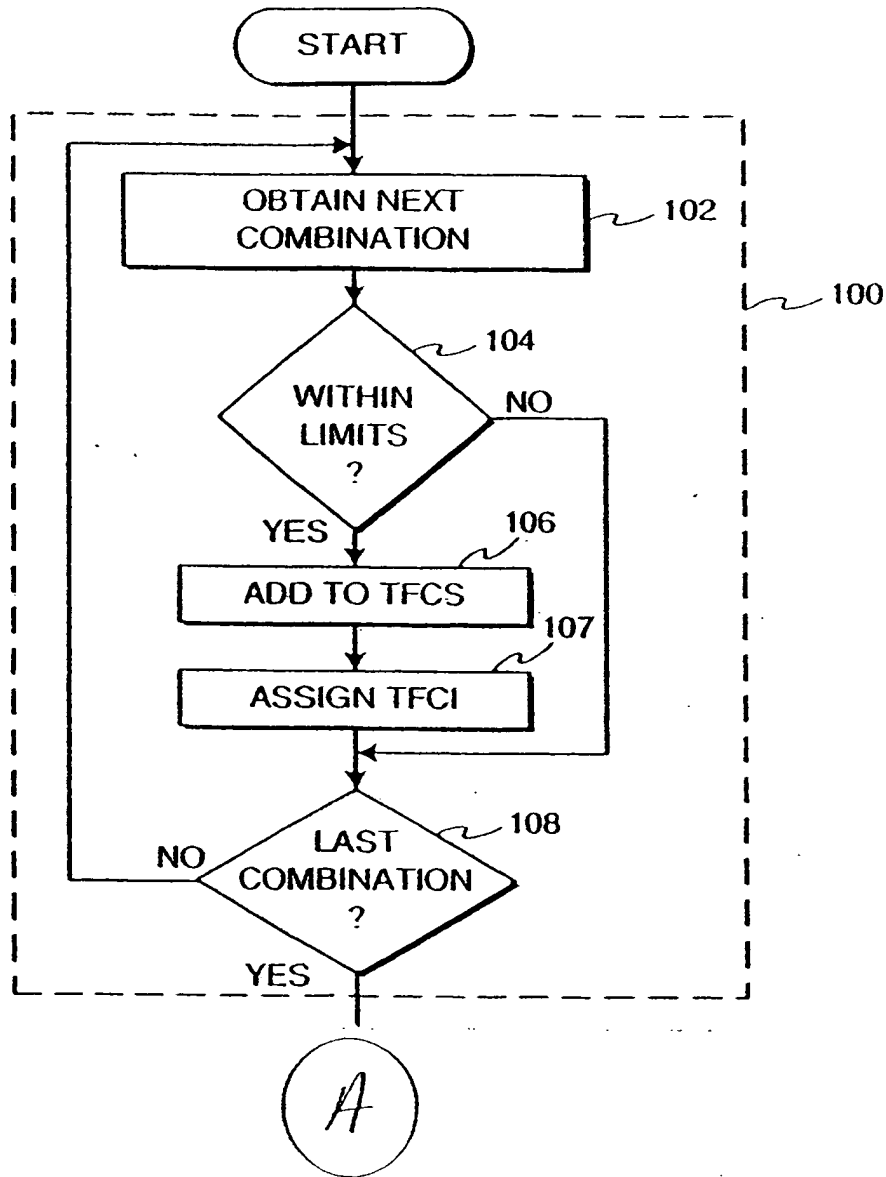 START
OBTAIN NEXT
COMBINATION
102
100
104
WITHIN
LIMITS
?
NO
YES
106
ADD TO TFCS
107
ASSIGN TFCI
108
LAST
COMBINATION
?
NO
YES
A